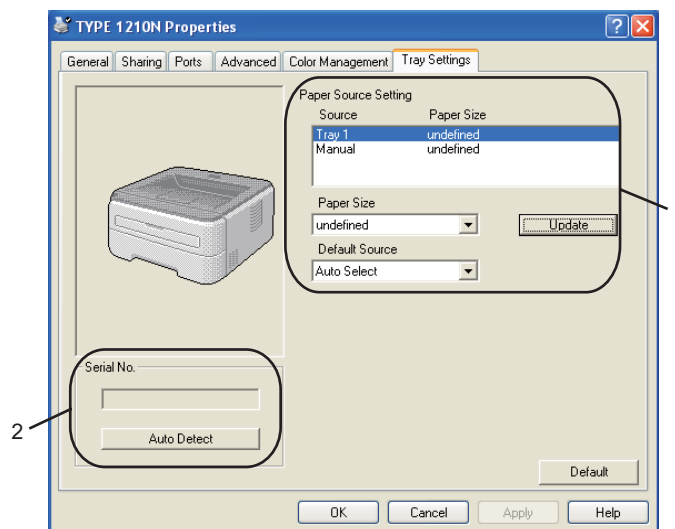 TYPE 1210N Properties
General Sharing Ports Advanced Color Management Tray Settings
Paper Source Setting
Source Paper Size
Tray 1 undefined
Manual undefined
Paper Size
undefined Update
Default Source
Auto Select
Serial No.
Auto Detect
2
Default
OK Cancel Apply Help